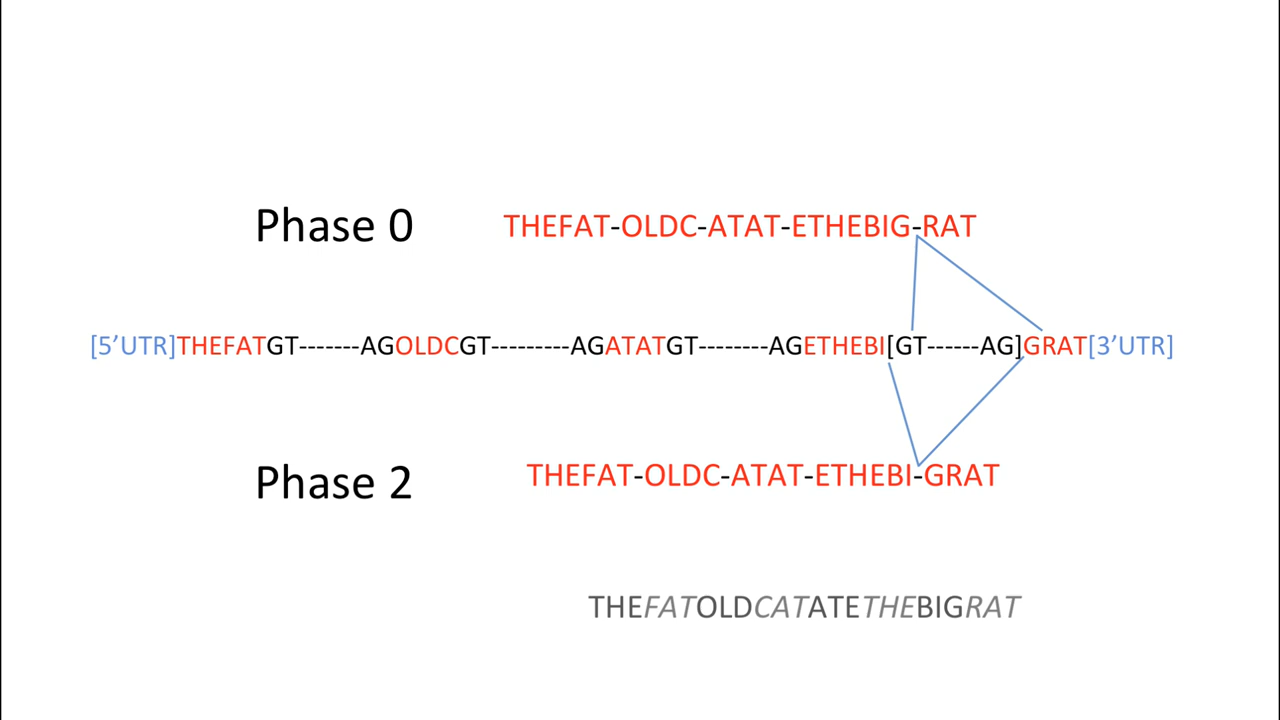 Phase 0 THEFAT-OLDC-ATAT-ETHEBIG-RAT
[5’UTR]THEFATGT-------AGOLDCGT---------AGATATGT--------AGETHEBI[GT------AG]GRAT[3’UTR]
Phase 2 THEFAT-OLDC-ATAT-ETHEBI-GRAT
THEFATOLDCATATETHEBIGRAT